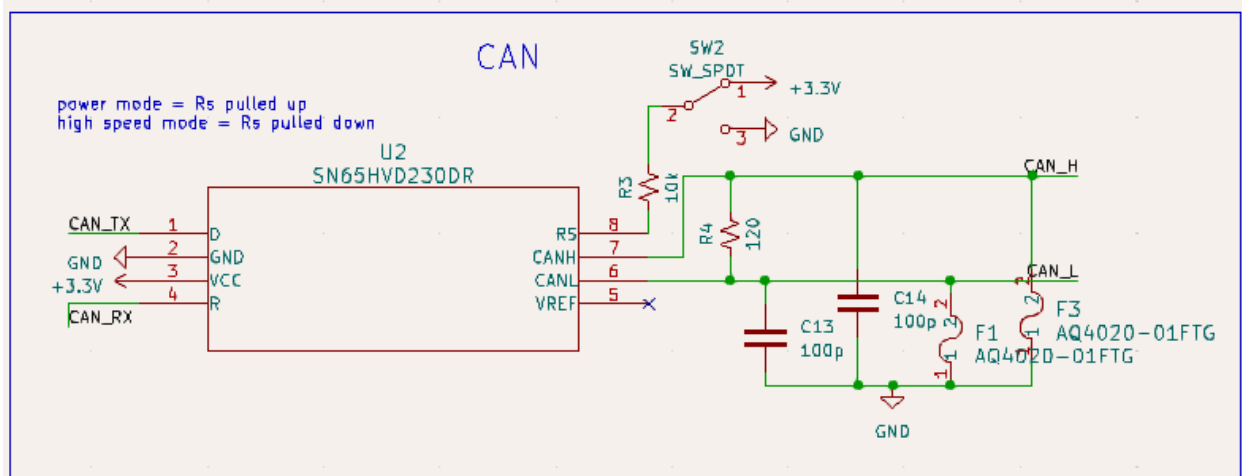 CAN
SW2
SW_SPDT
1
+3.3V
2
3
GND
power mode = Rs pulled up
high speed mode = Rs pulled down
U2
SN65HVD230DR
R3
10k
CAN_TX
1
D
GND
2
GND
+3.3V
3
VCC
4
R
CAN_RX
RS
8
CANH
7
CANL
6
VREF
5
R4
120
CAN_H
CAN_L
C14
100p
C13
100p
2
2
F1
AQ4020-01FTG
1
1
2
2
F3
AQ4020-01FTG
1
1
GND